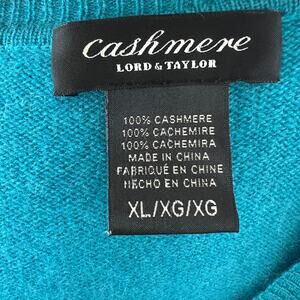 cashmere
LORD & TAYLOR
100% CASHMERE
100% CACHEMIRE
100% CACHEMIRA
MADE IN CHINA
FABRIQUÉ EN CHINE
HECHO EN CHINA
XL/XG/XG